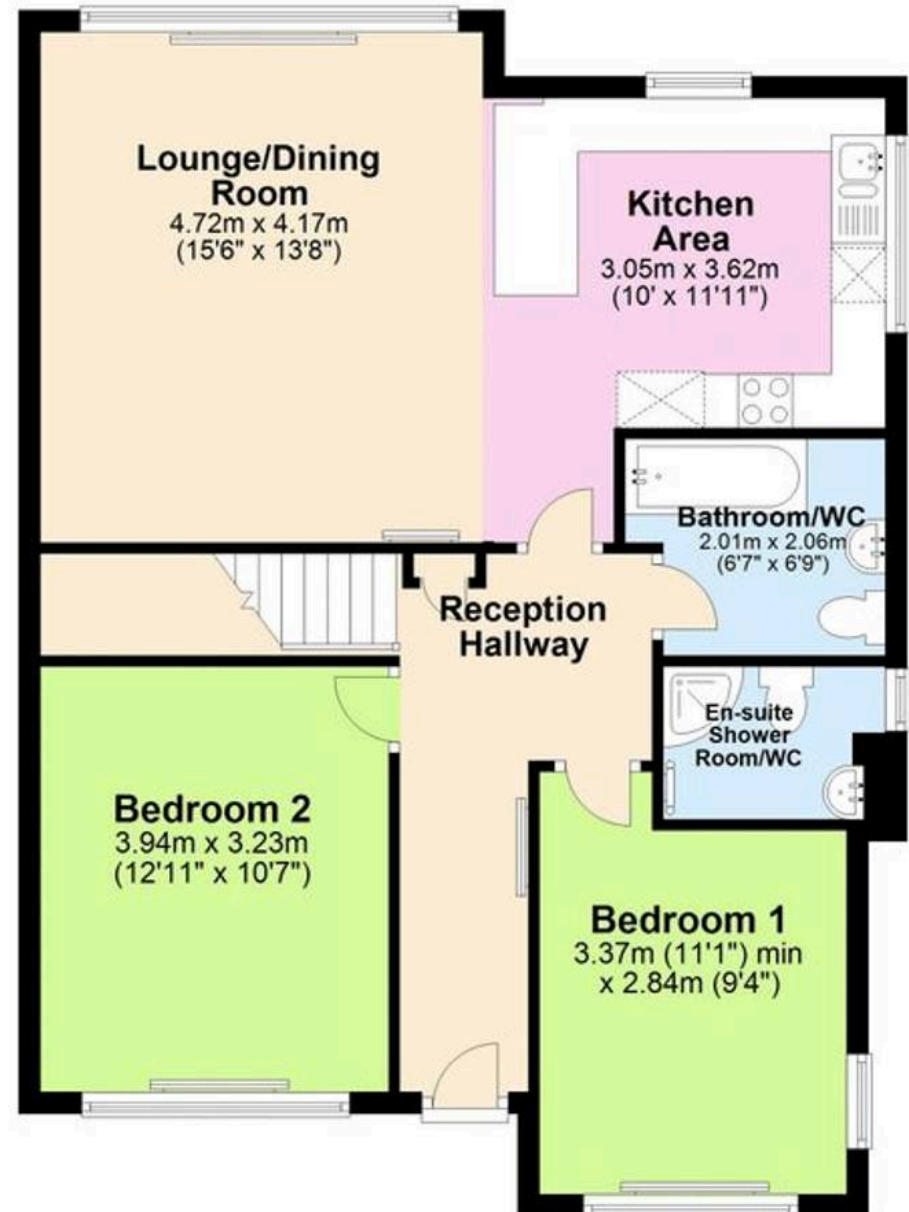 Lounge/Dining
Room
4.72m x 4.17m
(15'6" x 13'8")
Kitchen
Area
3.05m x 3.62m
(10' x 11'11")
Bathroom/WC
2.01m x 2.06m
(6'7" x 6'9")
Reception
Hallway
En-suite
Shower
Room/WC
Bedroom 2
3.94m x 3.23m
(12'11" x 10'7")
Bedroom 1
3.37m (11'1") min
x 2.84m (9'4")